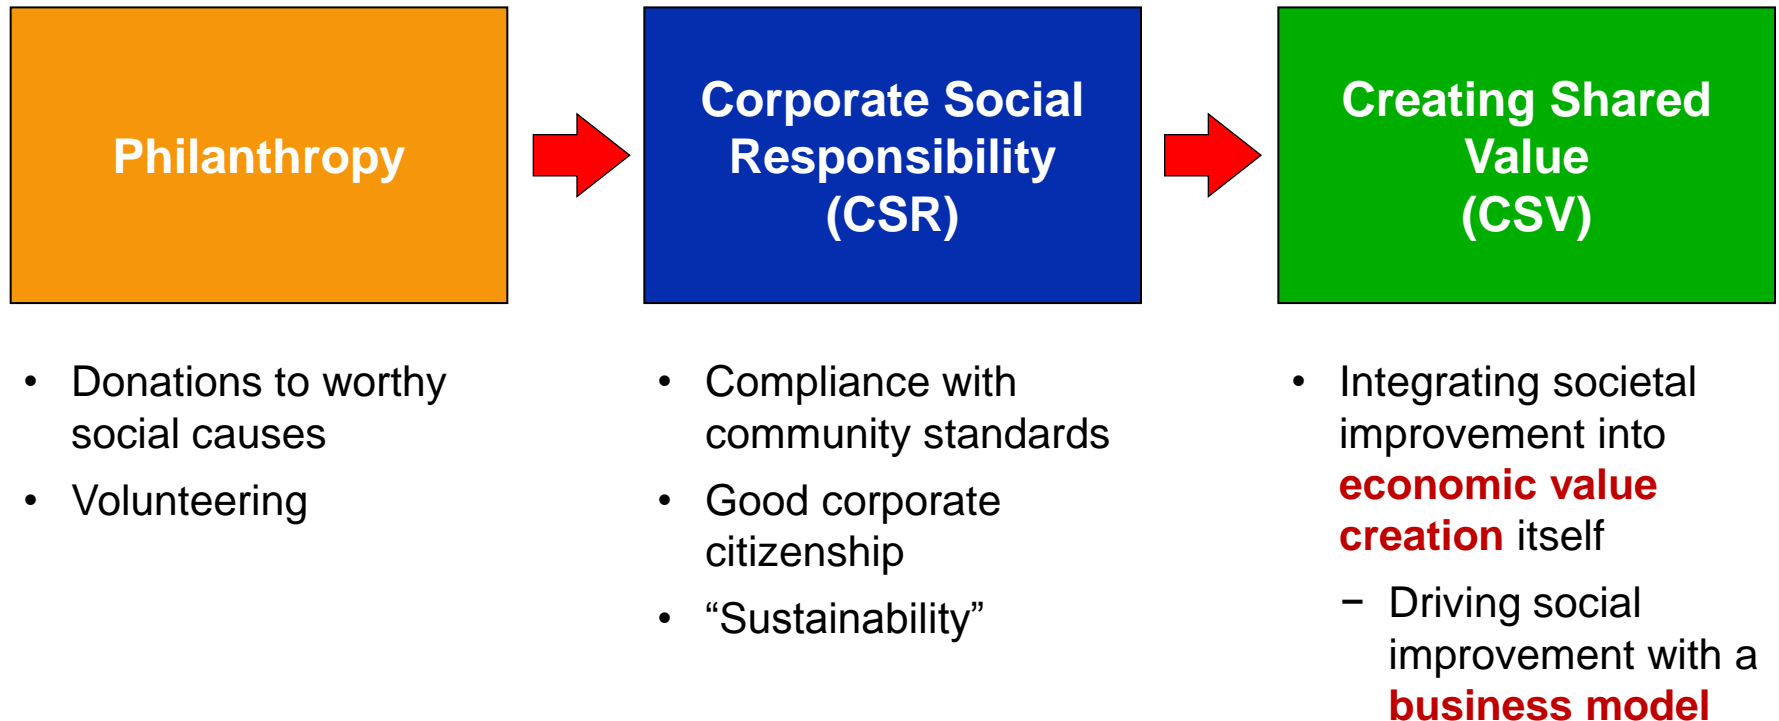 Philanthropy
Corporate Social
Responsibility
(CSR)
Creating Shared
Value
(CSV)
• Donations to worthy
social causes
• Volunteering
• Compliance with
community standards
• Good corporate
citizenship
• “Sustainability”
• Integrating societal
improvement into
economic value
creation itself
− Driving social
improvement with a
business model